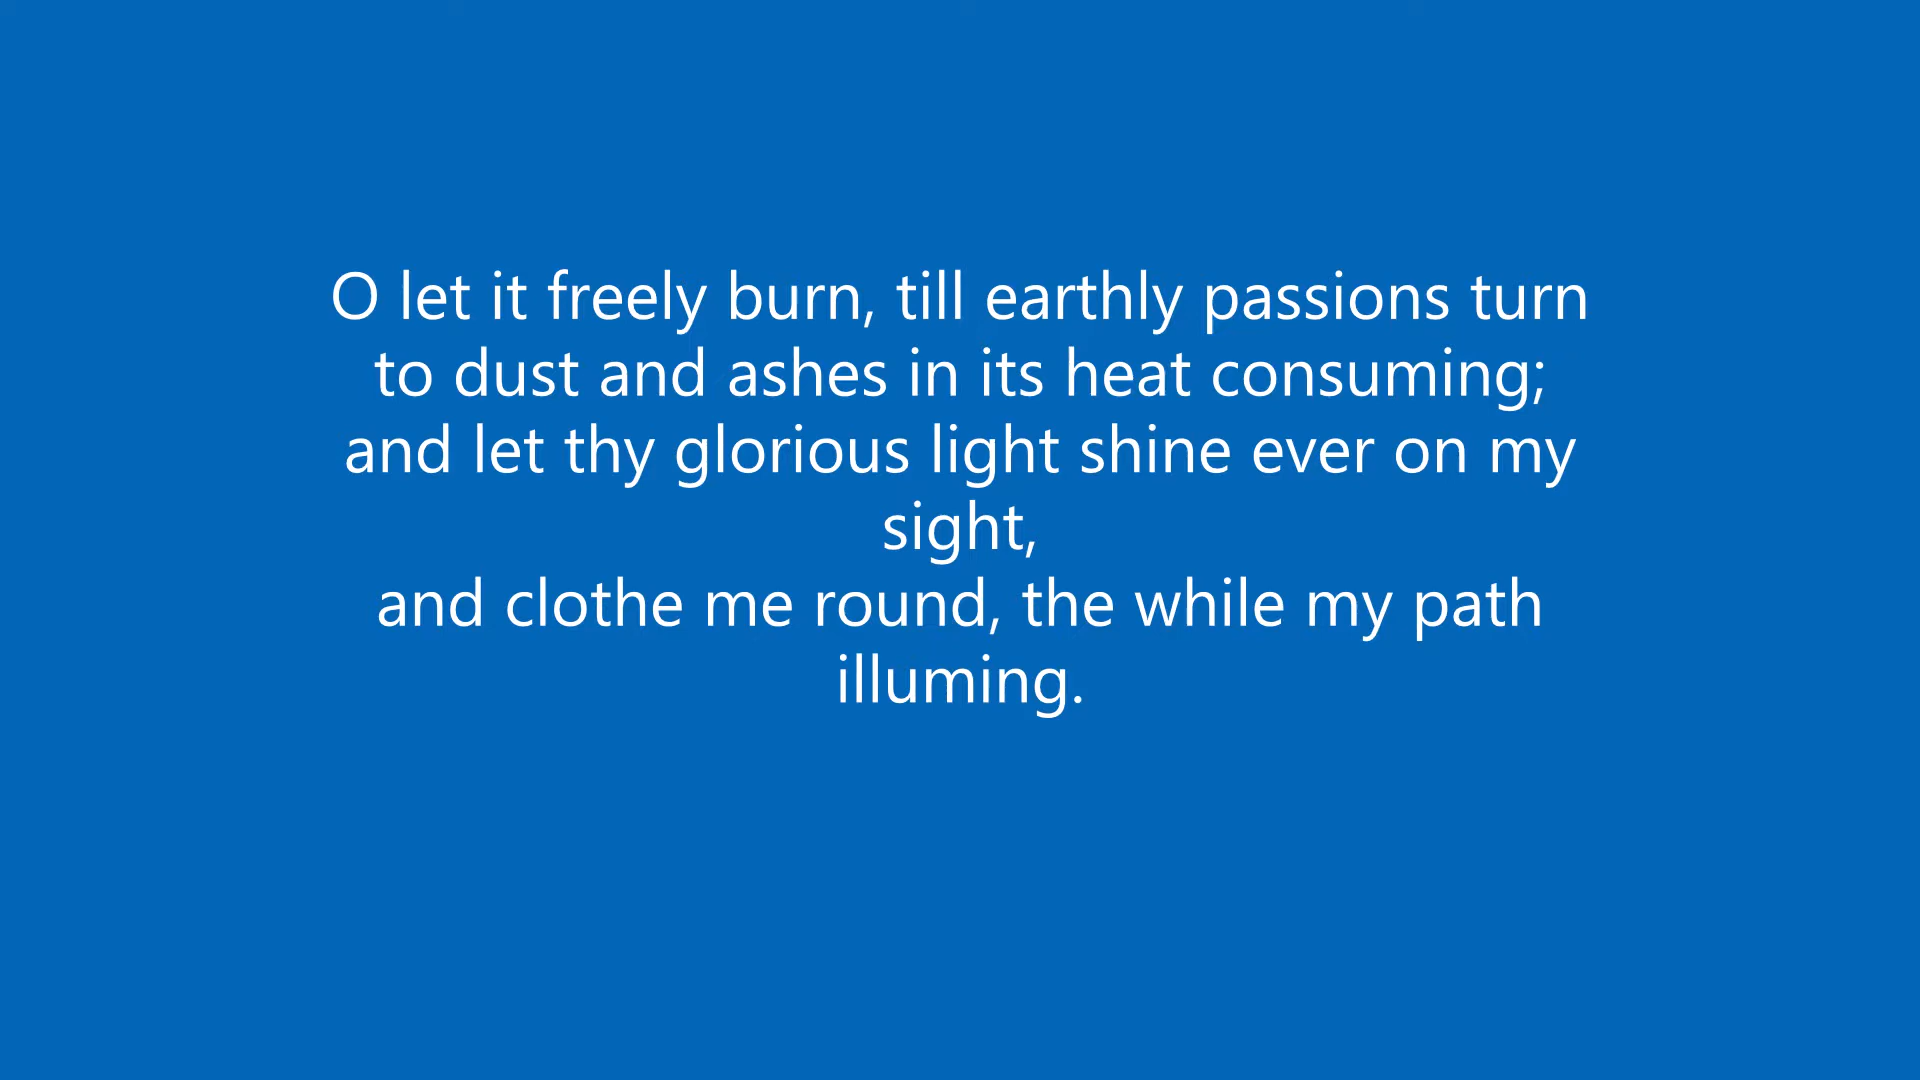 O let it freely burn, till earthly passions turn
to dust and ashes in its heat consuming;
and let thy glorious light shine ever on my
sight,
and clothe me round, the while my path
illuming.